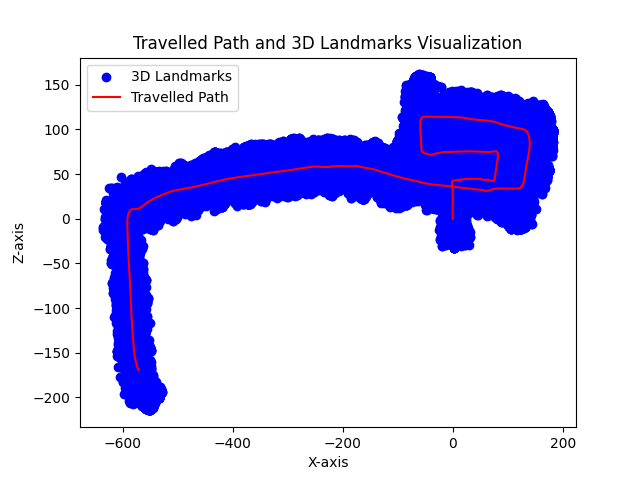 Travelled Path and 3D Landmarks Visualization
3D Landmarks
Travelled Path
150
100
50
0
−50
−100
−150
−200
Z-axis
−600
−400
−200
0
200
X-axis